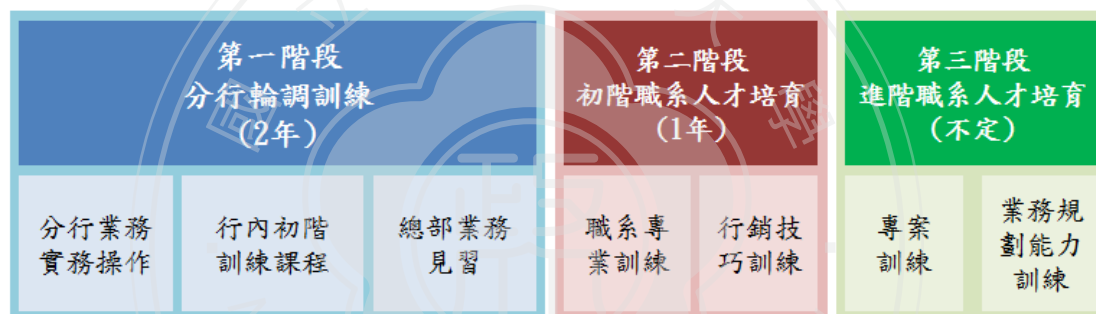 第一階段
分行輪調訓練
(2年)
第二階段
初階職系人才培育
(1年)
第三階段
進階職系人才培育
(不定)
分行業務
實務操作
行內初階
訓練課程
總部業務
見習
職系專
業訓練
行銷技
巧訓練
專案
訓練
業務規
劃能力
訓練